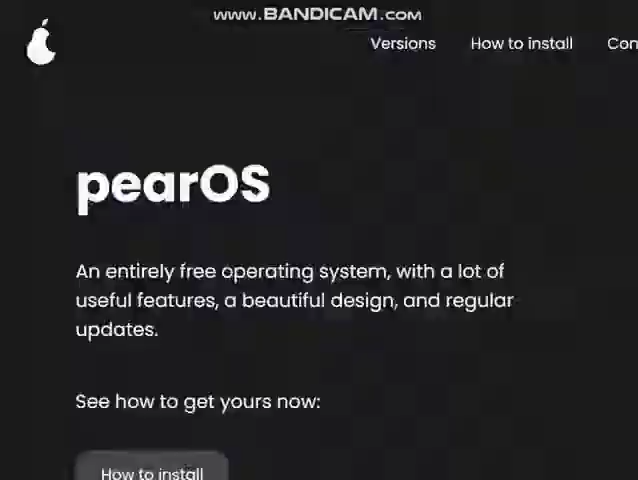 www.BANDICAM.com
Versions How to install
pearOS
An entirely free operating system, with a lot of
useful features, a beautiful design, and regular
updates.
See how to get yours now:
How to install